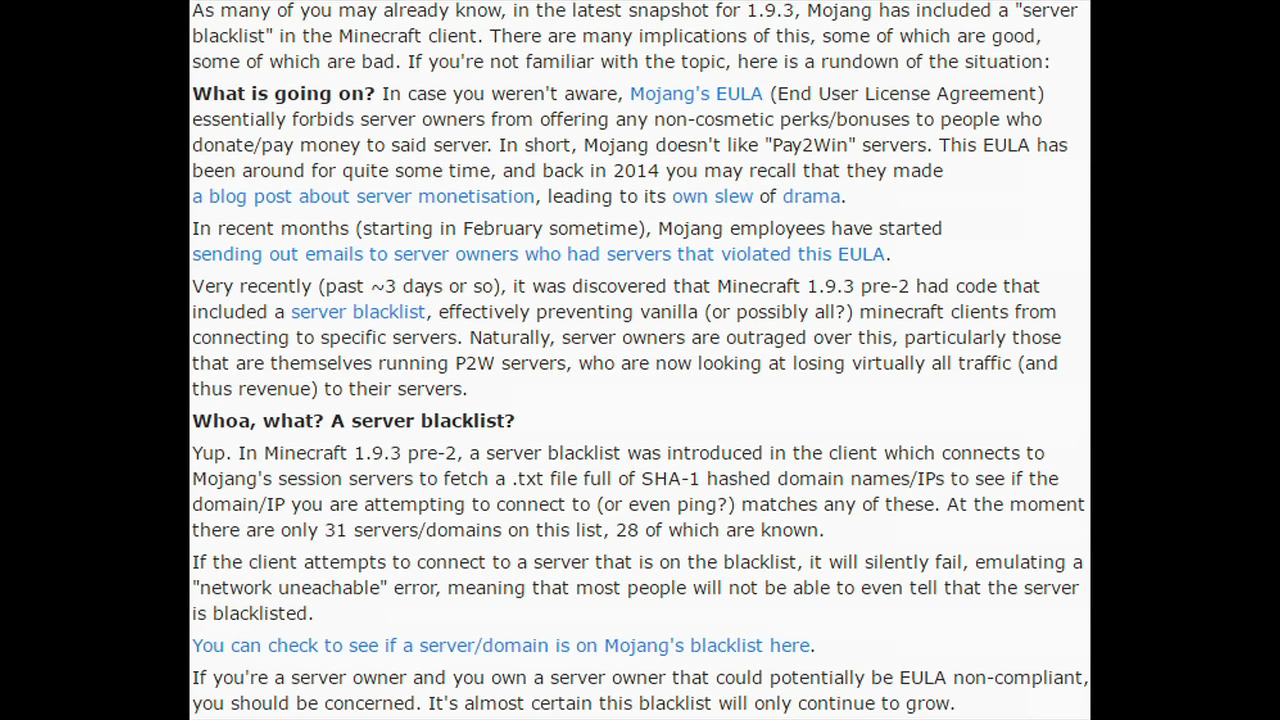 As many of you may already know, in the latest snapshot for 1.9.3, Mojang has included a "server
blacklist" in the Minecraft client. There are many implications of this, some of which are good,
some of which are bad. If you're not familiar with the topic, here is a rundown of the situation:
What is going on? In case you weren't aware, Mojang's EULA (End User License Agreement)
essentially forbids server owners from offering any non-cosmetic perks/bonuses to people who
donate/pay money to said server. In short, Mojang doesn't like "Pay2Win" servers. This EULA has
been around for quite some time, and back in 2014 you may recall that they made
a blog post about server monetisation, leading to its own slew of drama.
In recent months (starting in February sometime), Mojang employees have started
sending out emails to server owners who had servers that violated this EULA.
Very recently (past ~3 days or so), it was discovered that Minecraft 1.9.3 pre-2 had code that
included a server blacklist, effectively preventing vanilla (or possibly all?) minecraft clients from
connecting to specific servers. Naturally, server owners are outraged over this, particularly those
that are themselves running P2W servers, who are now looking at losing virtually all traffic (and
thus revenue) to their servers.
Whoa, what? A server blacklist?
Yup. In Minecraft 1.9.3 pre-2, a server blacklist was introduced in the client which connects to
Mojang's session servers to fetch a .txt file full of SHA-1 hashed domain names/IPs to see if the
domain/IP you are attempting to connect to (or even ping?) matches any of these. At the moment
there are only 31 servers/domains on this list, 28 of which are known.
If the client attempts to connect to a server that is on the blacklist, it will silently fail, emulating a
"network uneachable" error, meaning that most people will not be able to even tell that the server
is blacklisted.
You can check to see if a server/domain is on Mojang's blacklist here.
If you're a server owner and you own a server owner that could potentially be EULA non-compliant,
you should be concerned. It's almost certain this blacklist will only continue to grow.